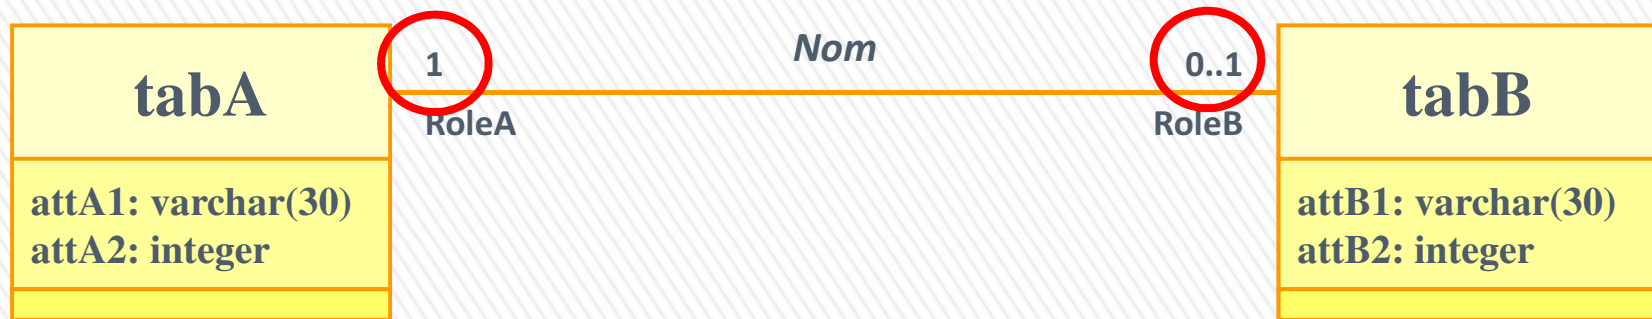 tabA
attA1: varchar(30)
attA2: integer
1
RoleA
Nom
0..1
RoleB
tabB
attB1: varchar(30)
attB2: integer